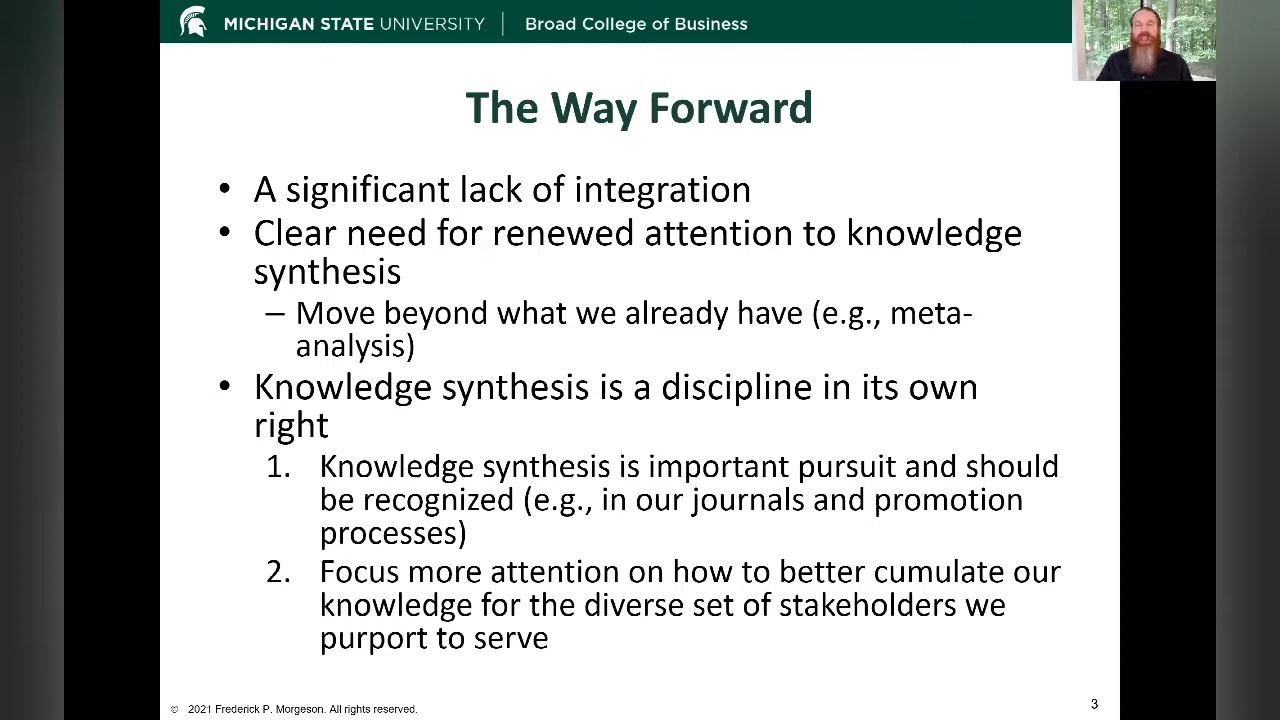 MICHIGAN STATE UNIVERSITY | Broad College of Business
The Way Forward
• A significant lack of integration
• Clear need for renewed attention to knowledge
synthesis
– Move beyond what we already have (e.g., meta-
analysis)
• Knowledge synthesis is a discipline in its own
right
1. Knowledge synthesis is important pursuit and should
be recognized (e.g., in our journals and promotion
processes)
2. Focus more attention on how to better cumulate our
knowledge for the diverse set of stakeholders we
purport to serve
© 2021 Frederick P. Morgeson. All rights reserved.
3